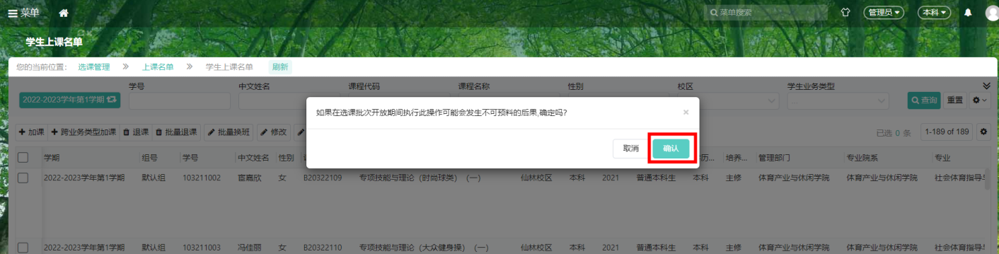 菜单 菜单搜索 管理员 本科
学生上课名单
您的当前位置： 选课管理 上课名单 学生上课名单 刷新
学号 中文姓名 课程代码 课程名称 性别 校区 学生业务类型
2022-2023学年第1学期 ... 查询 重置
如果在选课批次开放期间执行此操作可能会发生不可预料的后果,确定吗? ×
取消 确认
+ 加课 + 跨业务类型加课 退课 批量退课 批量换班 修改 已选 0 条 1-189 of 189
学期 组号 学号 中文姓名 性别 历... 培养... 管理部门 专业院系 专业
2022-2023学年第1学期 默认组 103211002 宦嘉欣 女 B20322109 专项技能与理论（时尚球类）（一） 仙林校区 本科 2021 普通本科生 本科 主修 体育产业与休闲学院 体育产业与休闲学院 社会体育指导与
2022-2023学年第1学期 默认组 103211003 冯佳丽 女 B20322110 专项技能与理论（大众健身操）（一） 仙林校区 本科 2021 普通本科生 本科 主修 体育产业与休闲学院 体育产业与休闲学院 社会体育指导与